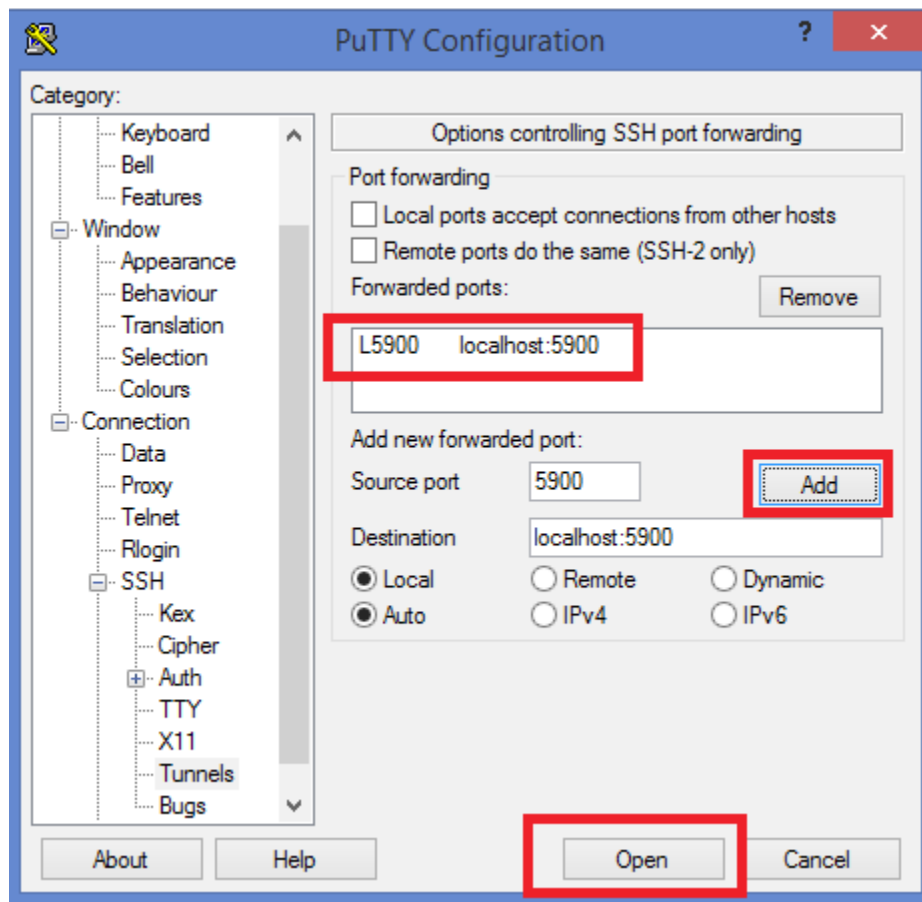 PuTTY Configuration
?
Category:
Keyboard
Bell
Features
Window
Appearance
Behaviour
Translation
Selection
Colours
Connection
Data
Proxy
Telnet
Rlogin
SSH
Kex
Cipher
Auth
TTY
X11
Tunnels
Bugs
Options controlling SSH port forwarding
Port forwarding
Local ports accept connections from other hosts
Remote ports do the same (SSH-2 only)
Forwarded ports:
Remove
L5900 localhost:5900
Add new forwarded port:
Source port 5900 Add
Destination localhost:5900
Local Remote Dynamic
Auto IPv4 IPv6
About Help Open Cancel